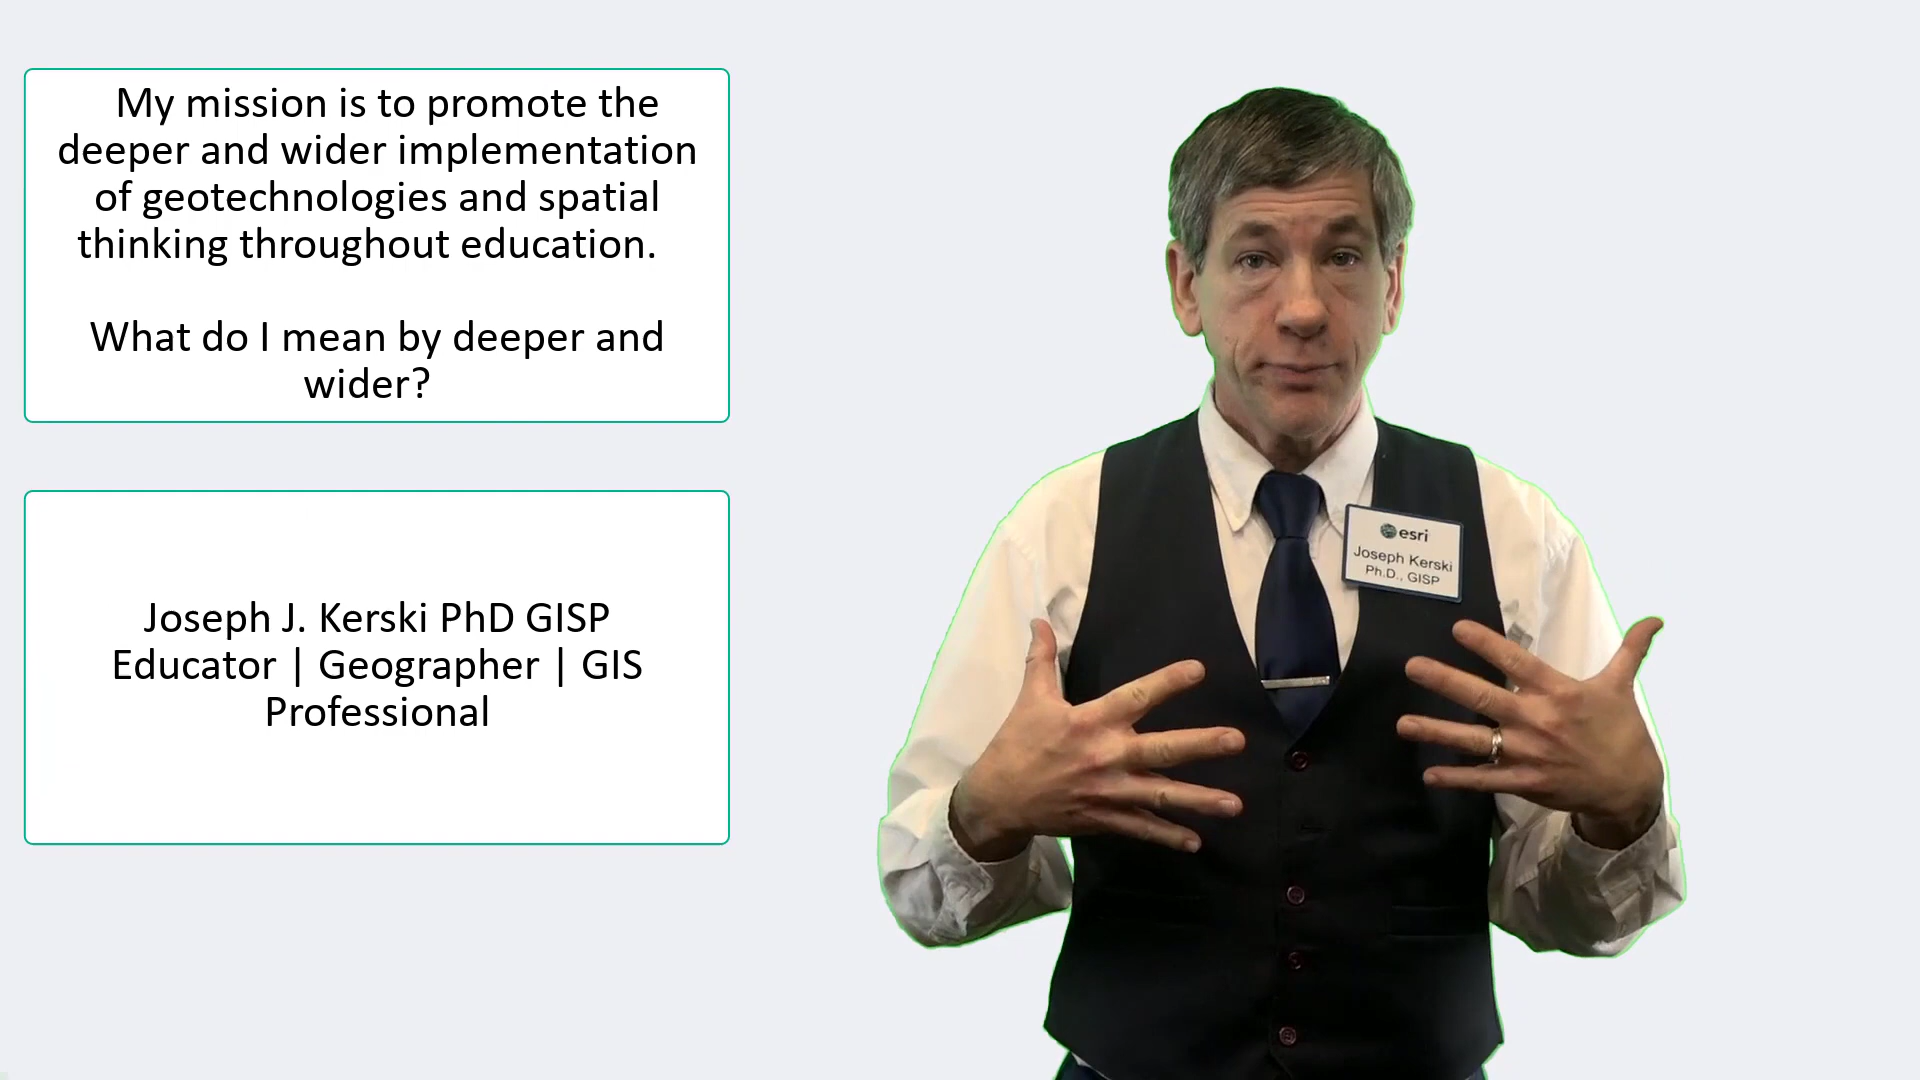 My mission is to promote the
deeper and wider implementation
of geotechnologies and spatial
thinking throughout education.
What do I mean by deeper and
wider?
Joseph J. Kerski PhD GISP
Educator | Geographer | GIS
Professional
esri
Joseph Kerski
Ph.D., GISP